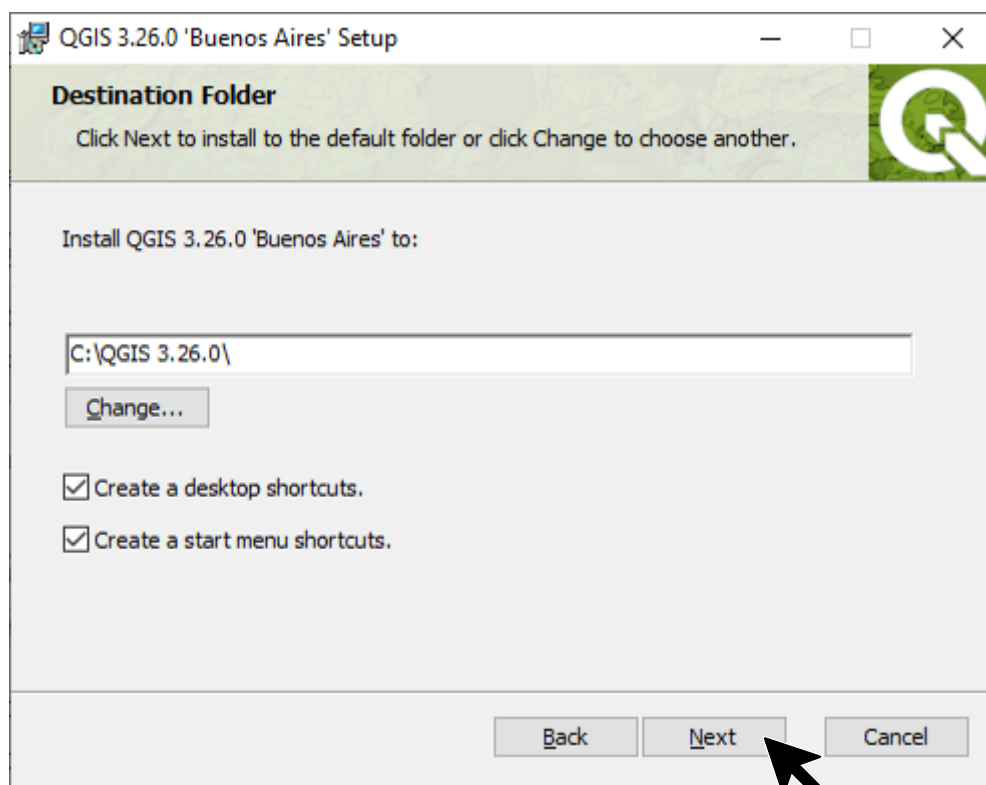 QGIS 3.26.0 'Buenos Aires' Setup
Destination Folder
Click Next to install to the default folder or click Change to choose another.
Install QGIS 3.26.0 'Buenos Aires' to:
C:\QGIS 3.26.0\
Change...
Create a desktop shortcuts.
Create a start menu shortcuts.
Back Next Cancel